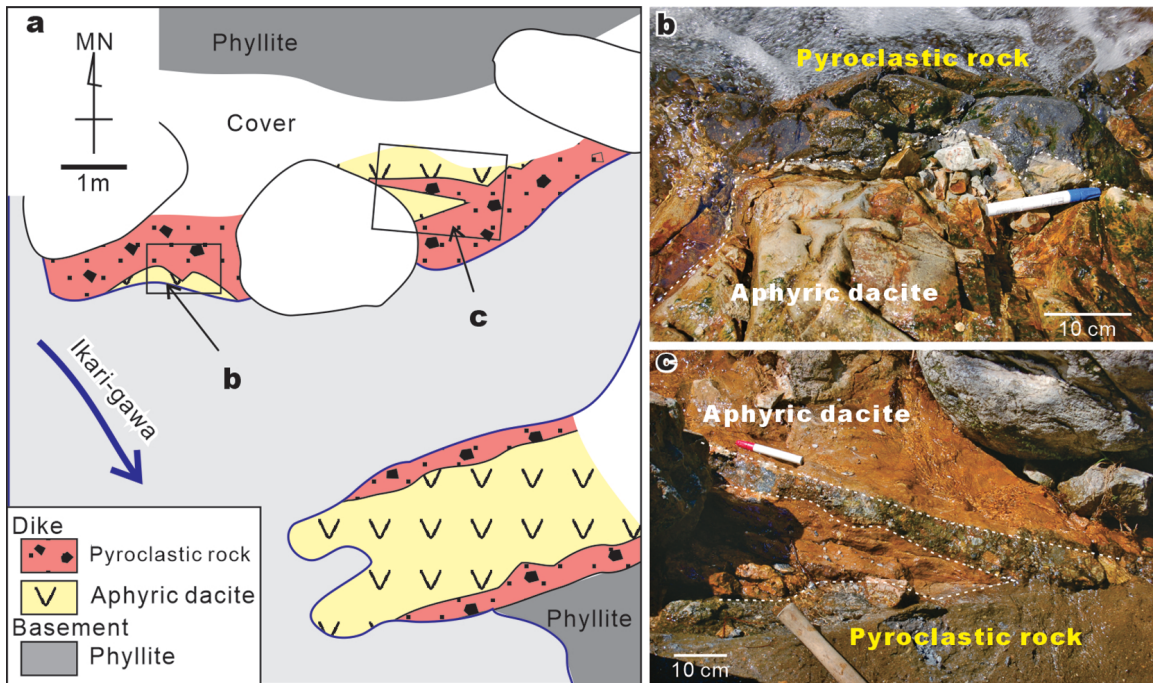 a
MN
1m
Phyllite
Cover
c
b
Ikari-gawa
Phyllite
Dike
Pyroclastic rock
Aphyric dacite
Basement
Phyllite
b
Pyroclastic rock
Aphyric dacite
10 cm
c
Aphyric dacite
Pyroclastic rock
10 cm